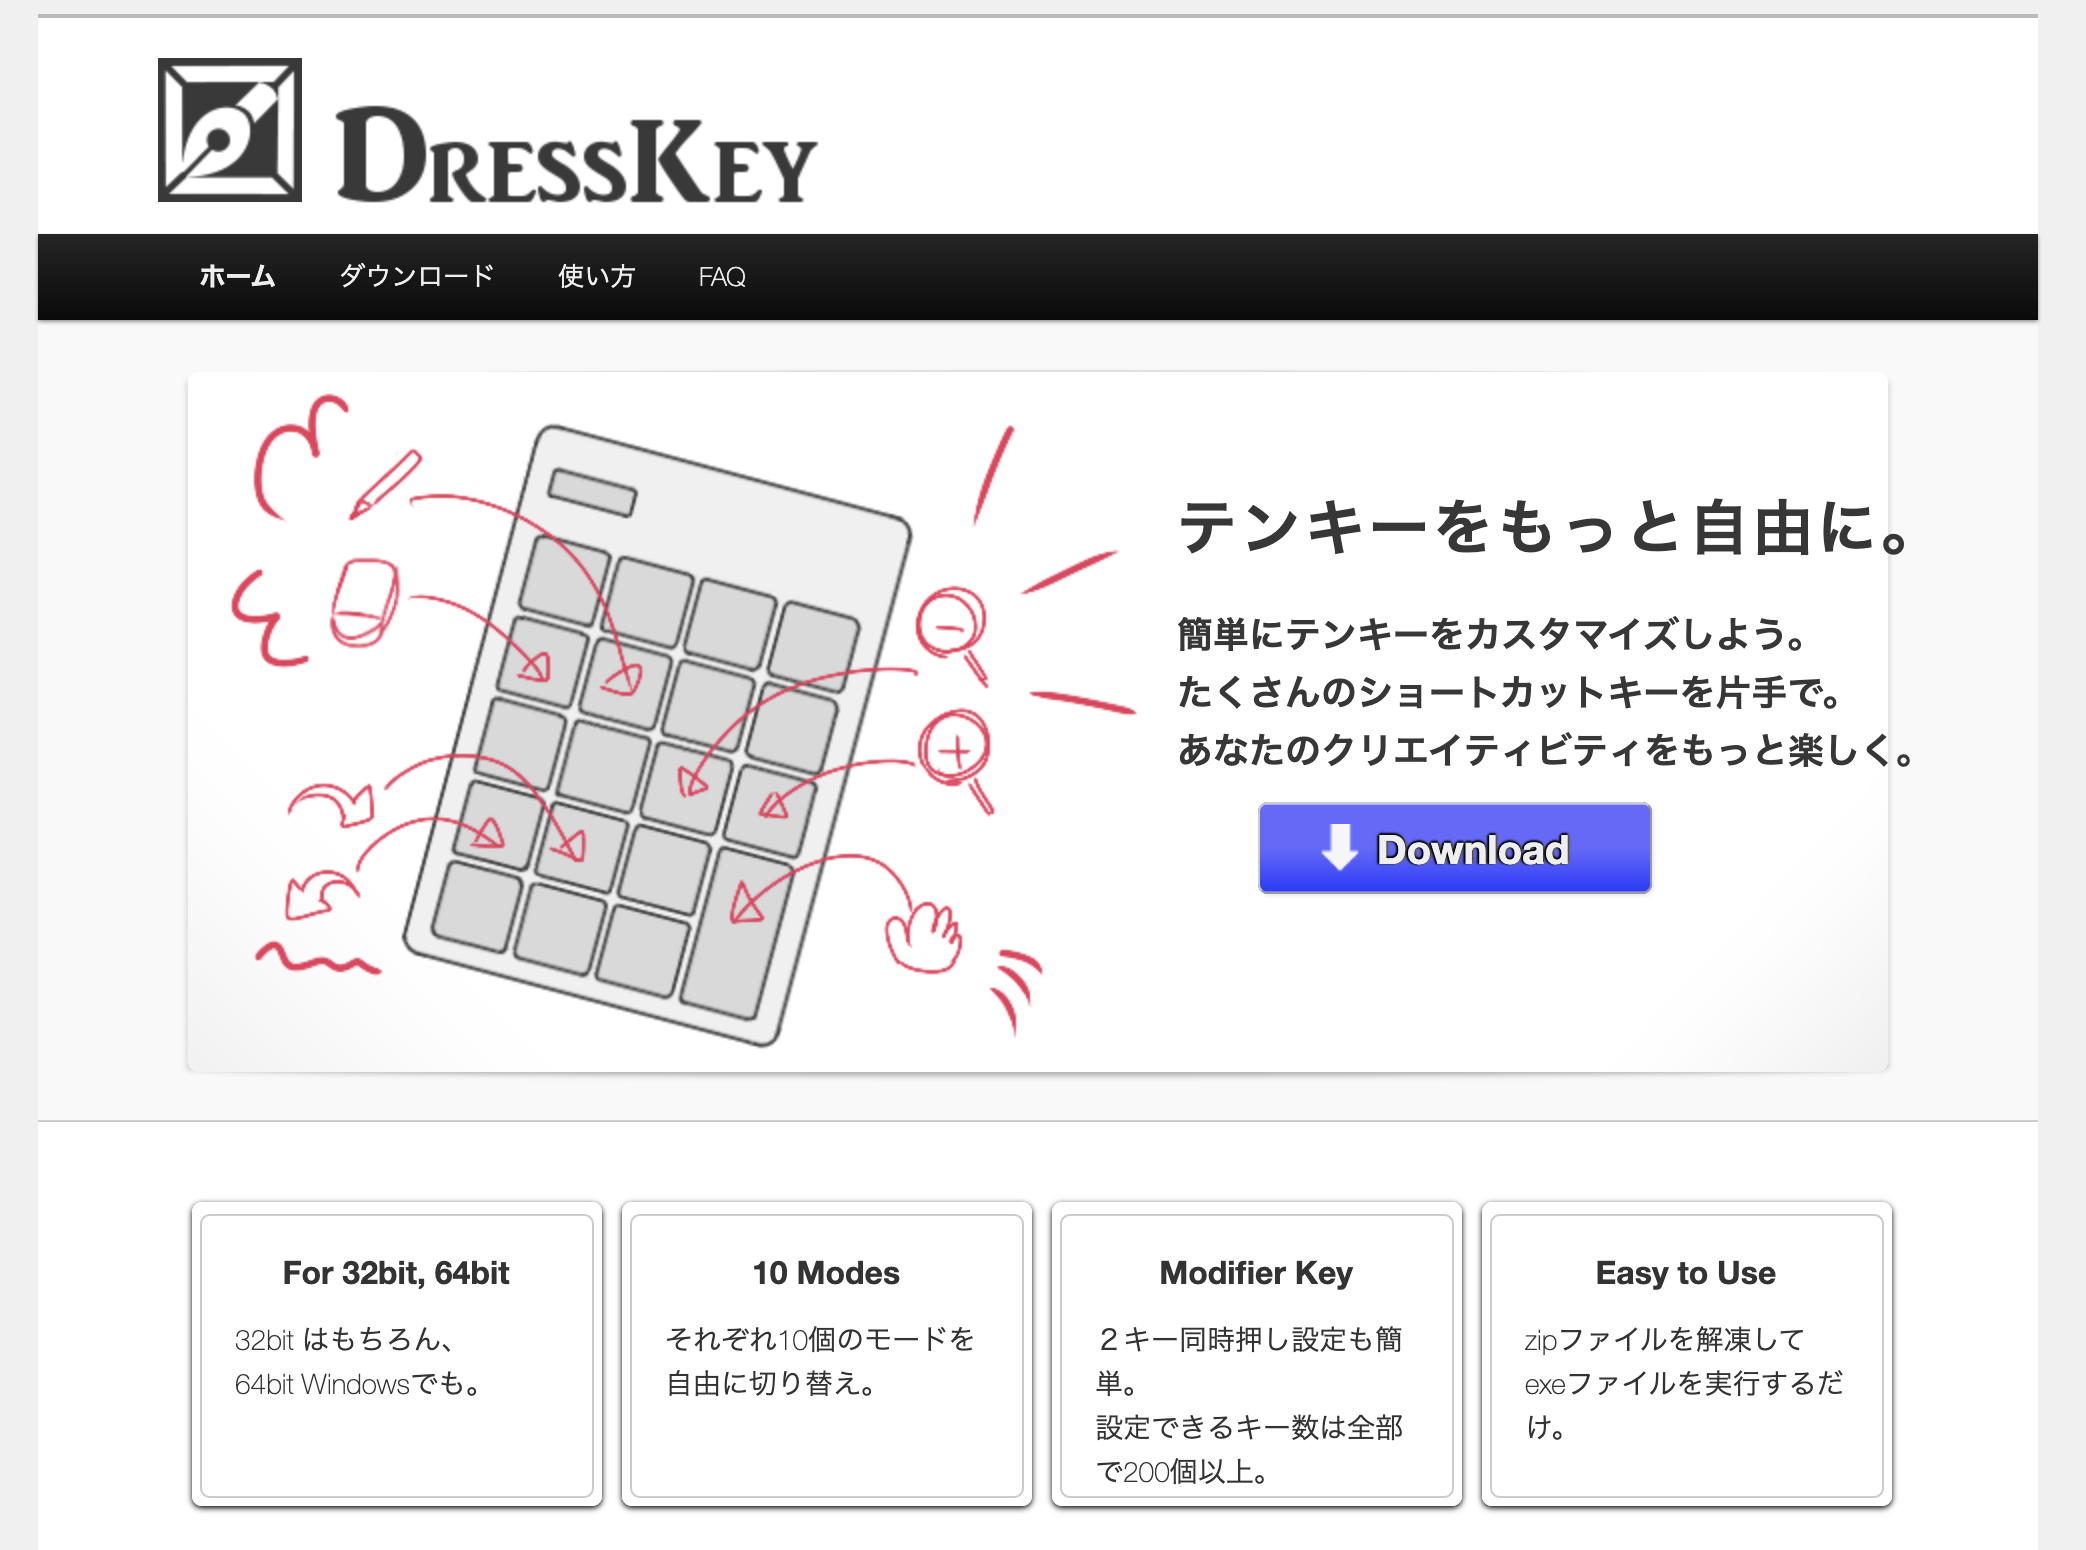 DressKey
ホーム ダウンロード 使い方 FAQ
テンキーをもっと自由に。
簡単にテンキーをカスタマイズしよう。
たくさんのショートカットキーを片手で。
あなたのクリエイティビティをもっと楽しく。
Download
For 32bit, 64bit
32bit はもちろん、
64bit Windowsでも。
10 Modes
それぞれ10個のモードを
自由に切り替え。
Modifier Key
２キー同時押し設定も簡
単。
設定できるキー数は全部
で200個以上。
Easy to Use
zipファイルを解凍して
exeファイルを実行するだ
け。